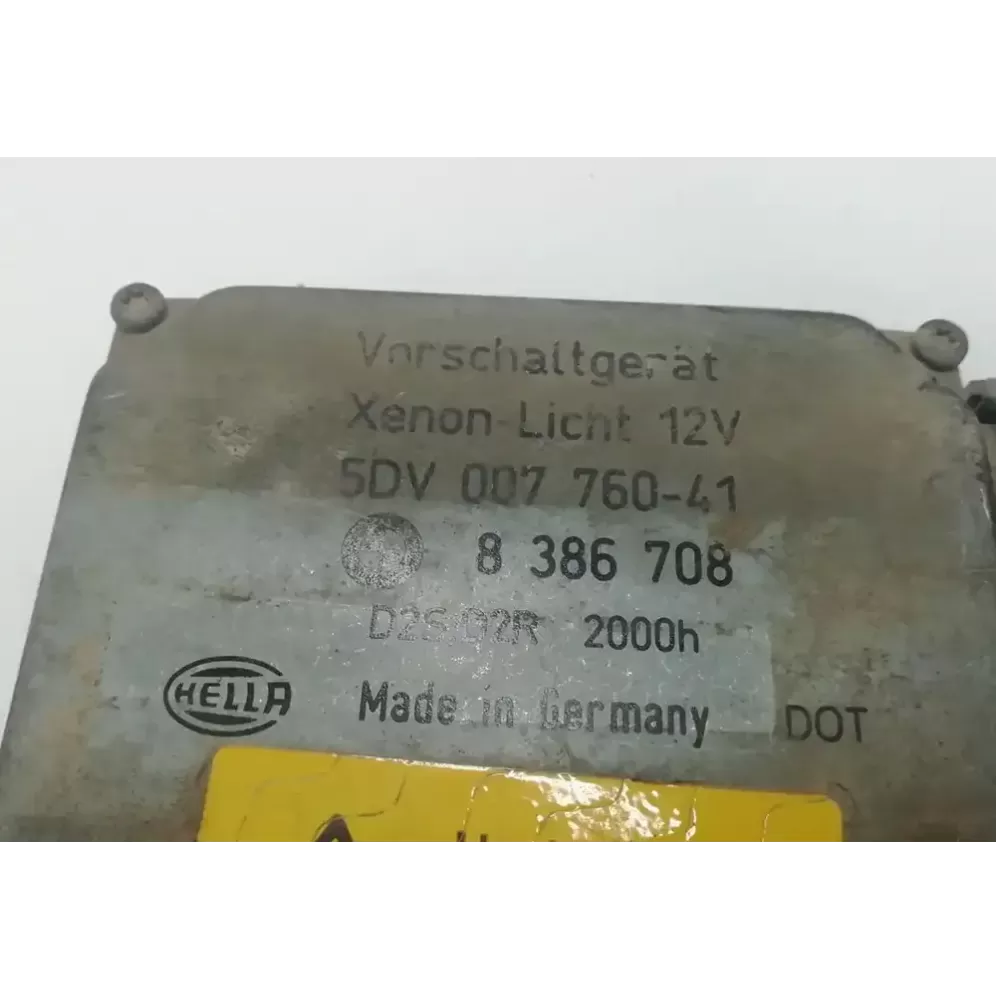 Vorschaltgerät
Xenon-Licht 12V
5DV 007 760-41
8 386 708
D2S/D2R 2000h
HELLA Made in Germany DOT